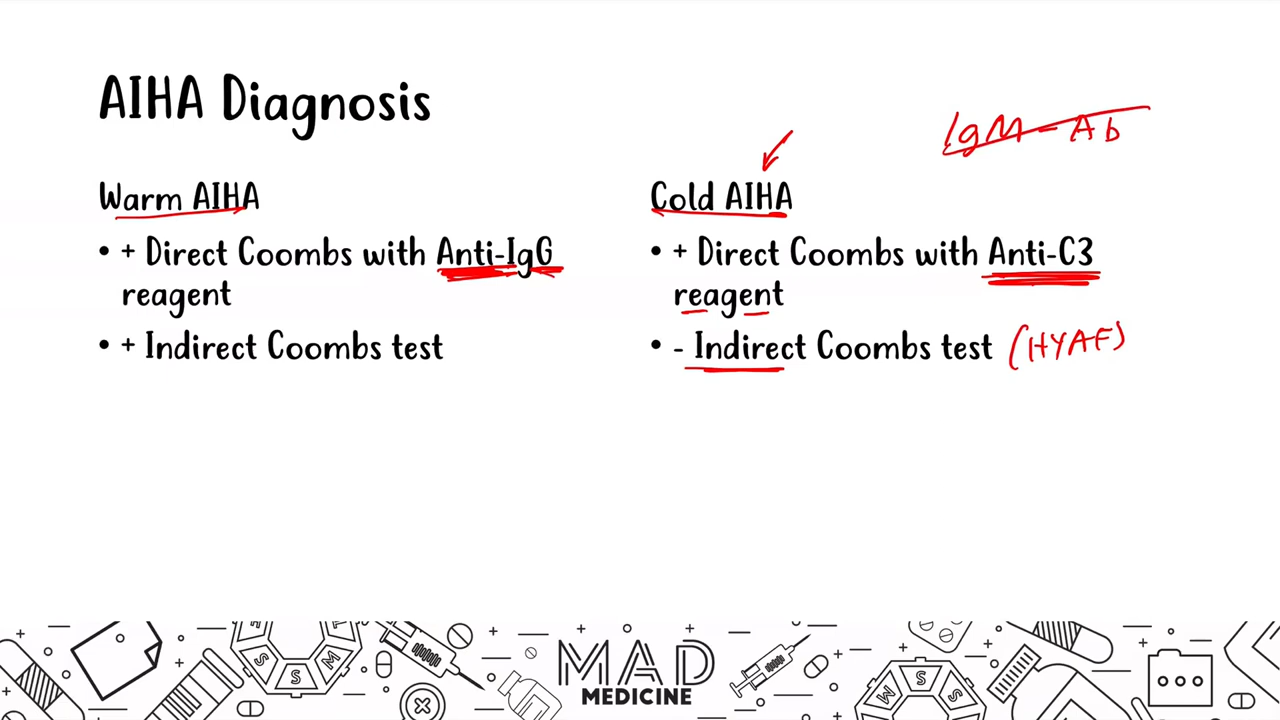 AIHA Diagnosis
IgM - Ab
Warm AIHA
• + Direct Coombs with Anti-IgG
reagent
• + Indirect Coombs test
Cold AIHA
• + Direct Coombs with Anti-C3
reagent
• - Indirect Coombs test (HYAF)
S S M
M S S
MAD
MEDICINE